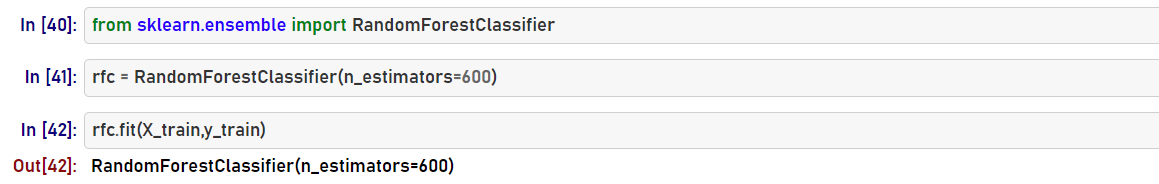 In [40]: from sklearn.ensemble import RandomForestClassifier
In [41]: rfc = RandomForestClassifier(n_estimators=600)
In [42]: rfc.fit(X_train,y_train)
Out[42]: RandomForestClassifier(n_estimators=600)